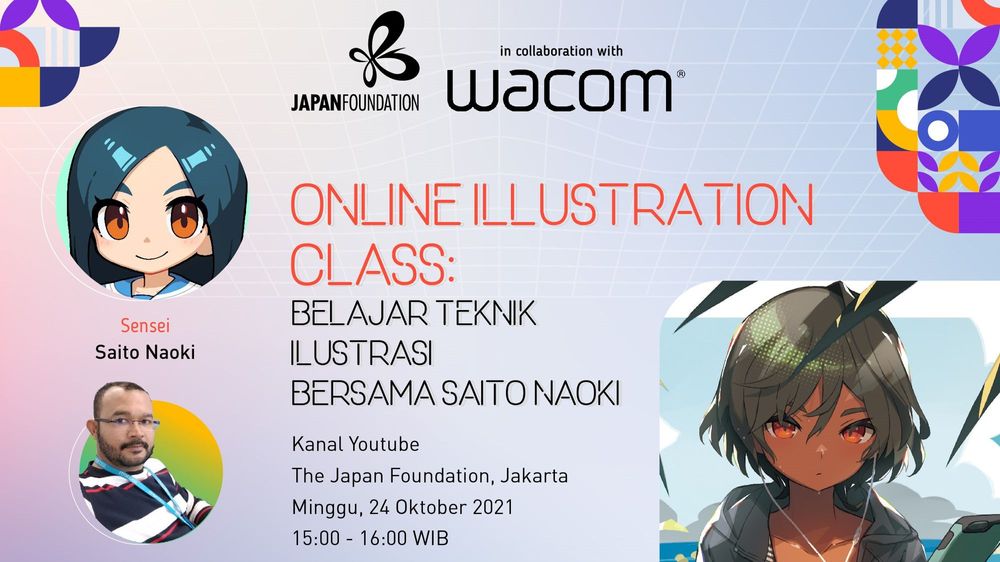 JAPANFOUNDATION
in collaboration with
wacom®
ONLINE ILLUSTRATION
CLASS:
BELAJAR TEKNIK
ILUSTRASI
BERSAMA SAITO NAOKI
Sensei
Saito Naoki
Kanal Youtube
The Japan Foundation, Jakarta
Minggu, 24 Oktober 2021
15:00 - 16:00 WIB